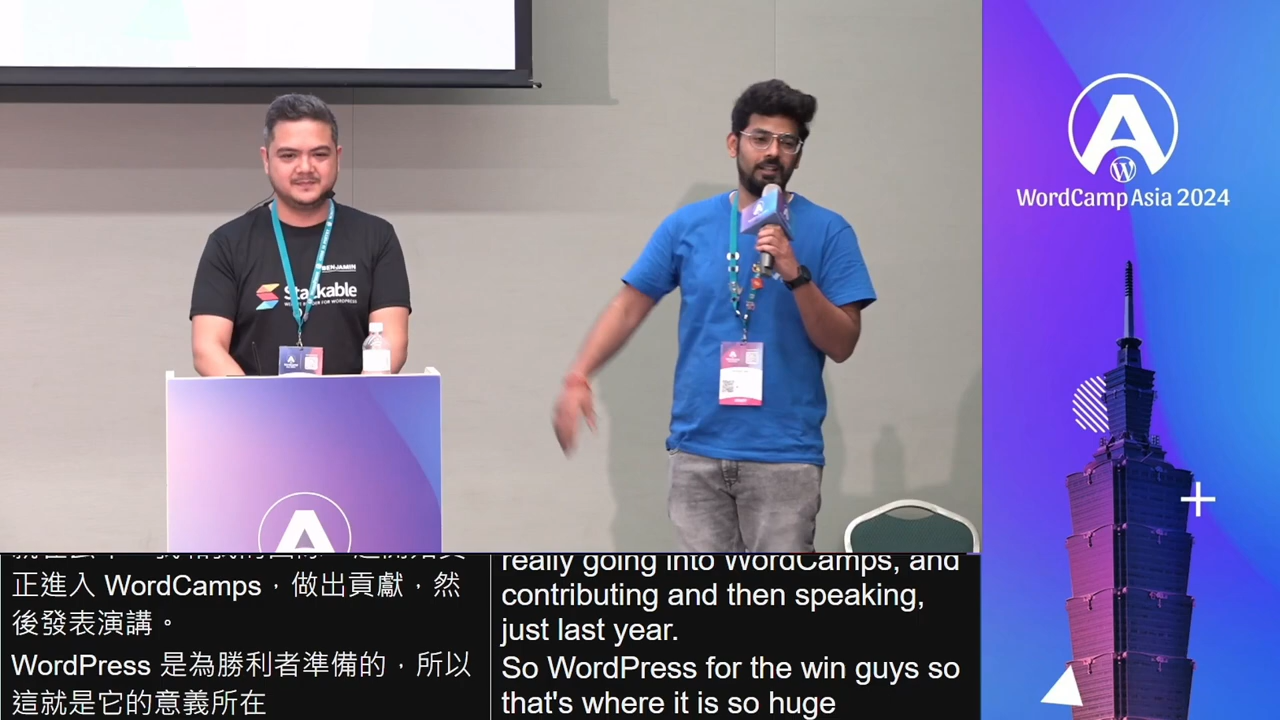 WordCamp Asia 2024
BENJAMIN
Stackable
正進入 WordCamps，做出貢獻，然
後發表演講。
WordPress 是為勝利者準備的，所以
這就是它的意義所在
really going into WordCamps, and
contributing and then speaking,
just last year.
So WordPress for the win guys so
that's where it is so huge